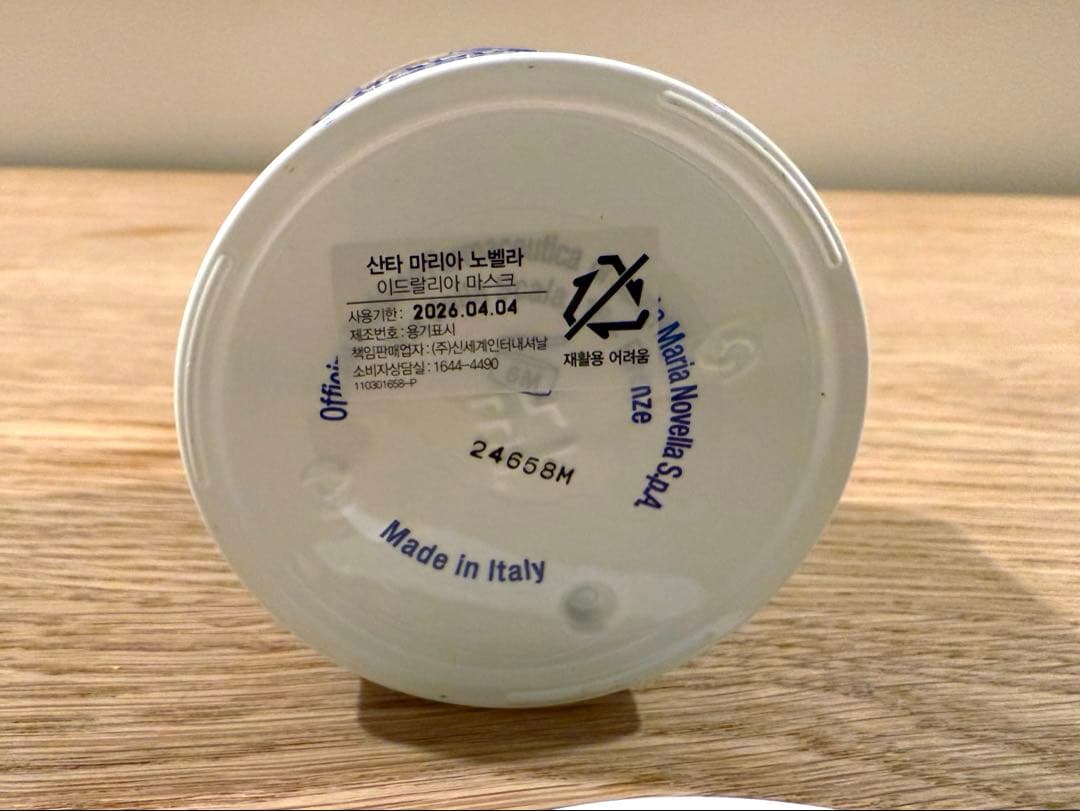 산타 마리아 노벨라
이드랄리아 마스크
사용기한: 2026.04.04
제조번호:용기표시
책임판매업자:(주)신세계인터내셔날
소비자상담실:1644-4490
110301658-P
재활용 어려움
Maria Novella S.p.A.
24658M
Made in Italy